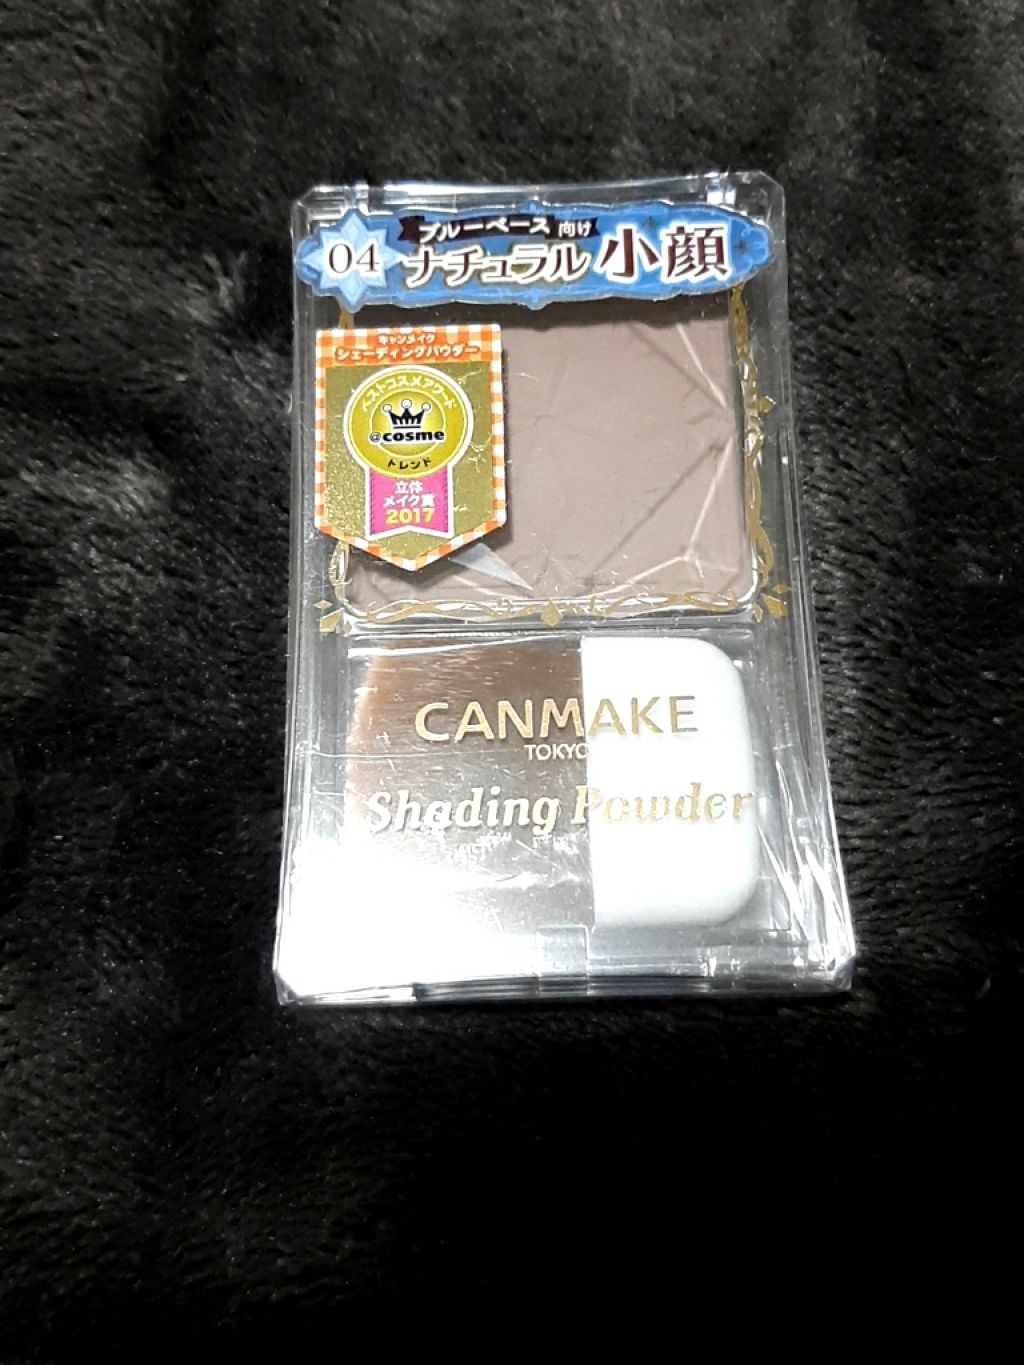 04
ブルーベース 向け
ナチュラル 小顔
キャンメイク
シェーディングパウダー
ベストコスメアワード
@cosme
トレンド
立体
メイク賞
2017
CANMAKE
TOKYO
Shading Powder